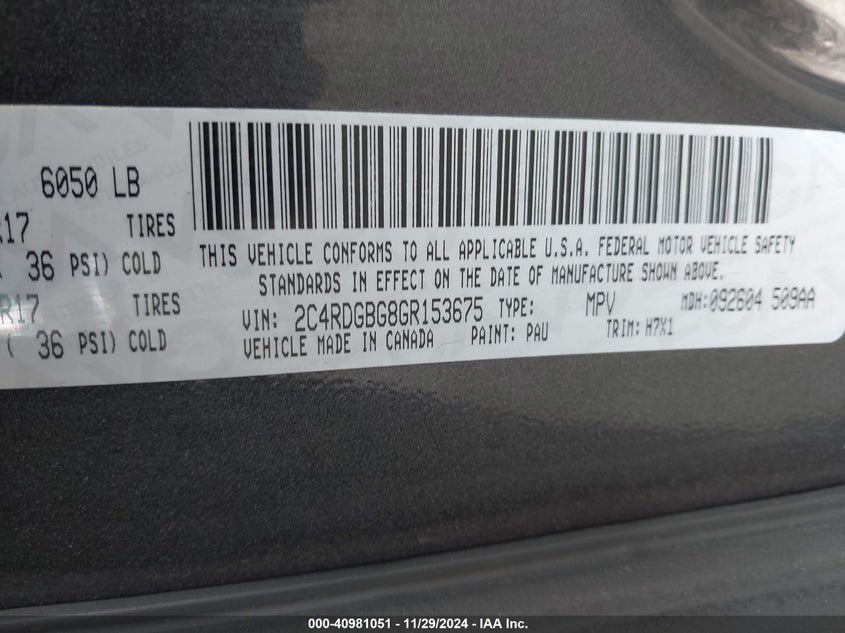 6050 LB
R17 TIRES
36 PSI) COLD
R17 TIRES
( 36 PSI) COLD
THIS VEHICLE CONFORMS TO ALL APPLICABLE U.S.A. FEDERAL MOTOR VEHICLE SAFETY
STANDARDS IN EFFECT ON THE DATE OF MANUFACTURE SHOWN ABOVE.
VIN: 2C4RDGBG8GR153675 TYPE: MPV MDH:092604 509AA
VEHICLE MADE IN CANADA PAINT: PAU TRIM: H7X1
000-40981051 - 11/29/2024 - IAA Inc.